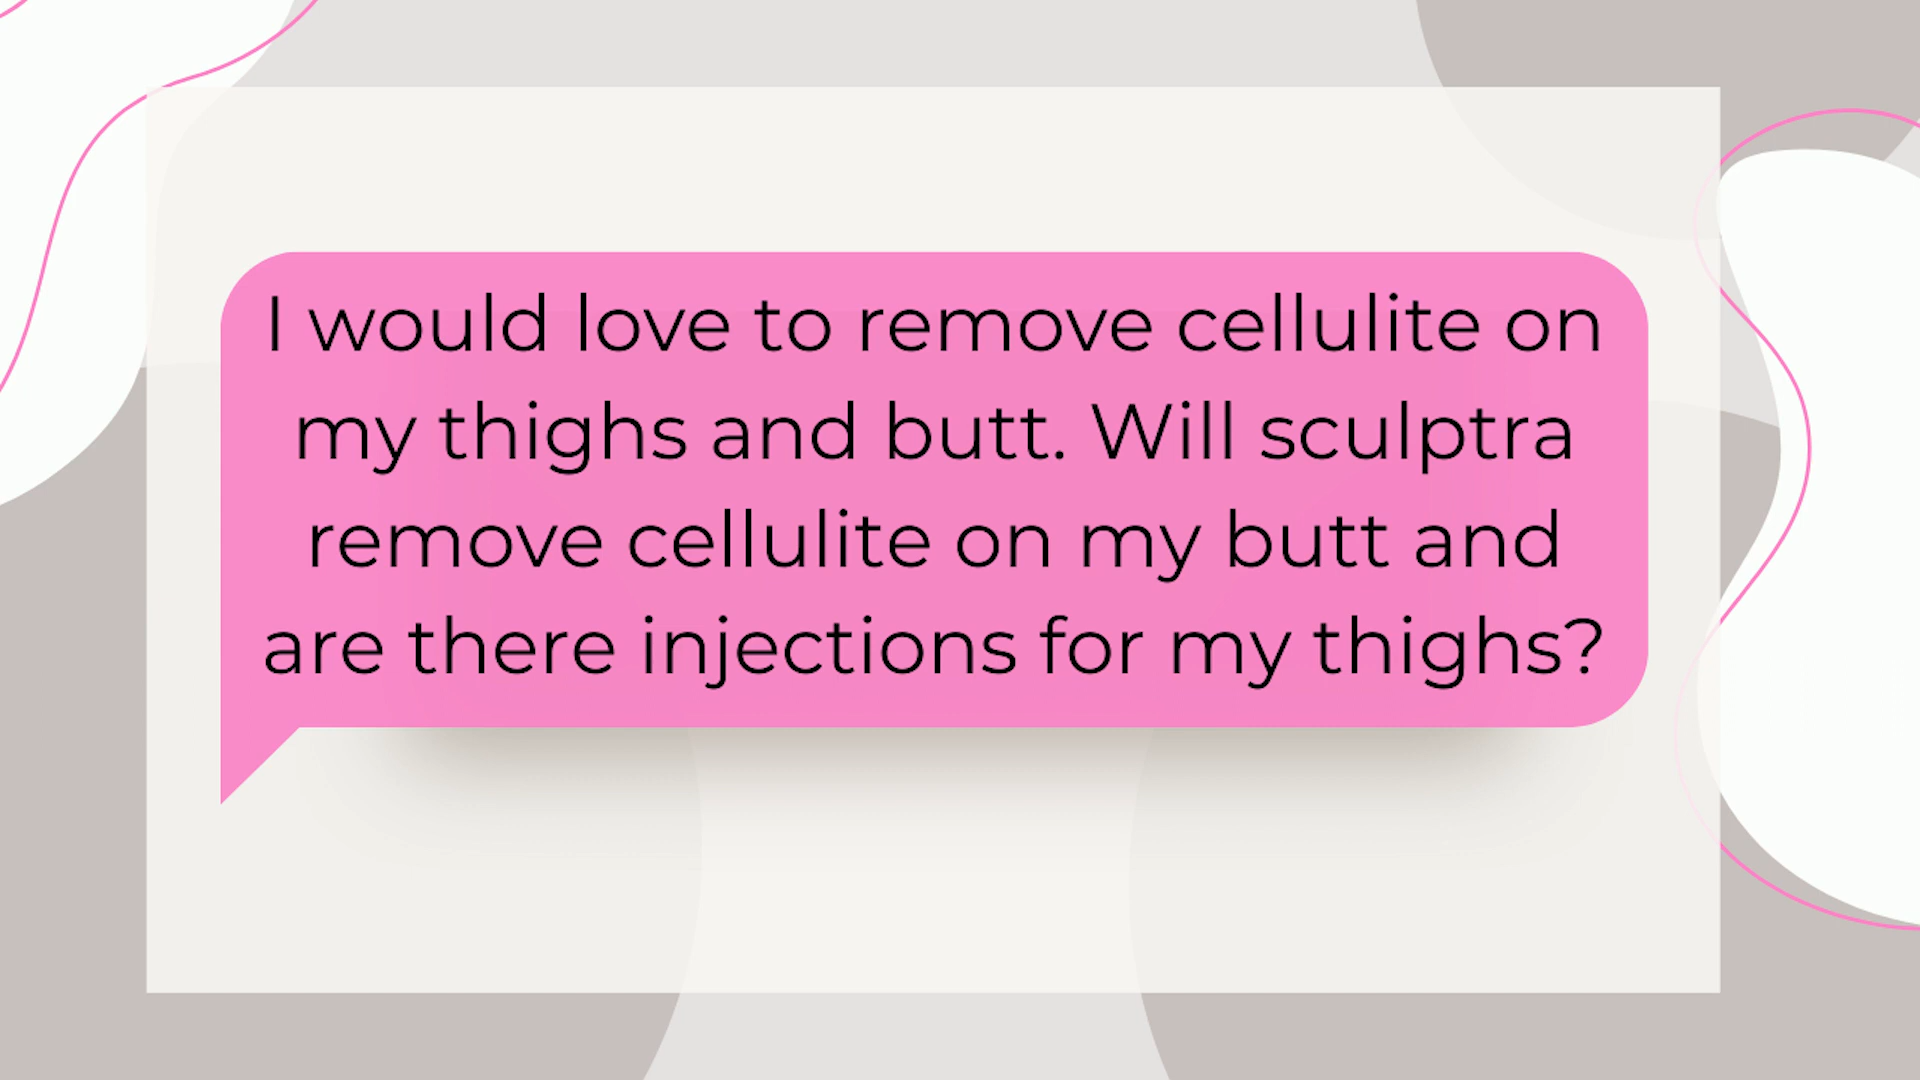 I would love to remove cellulite on
my thighs and butt. Will sculptra
remove cellulite on my butt and
are there injections for my thighs?